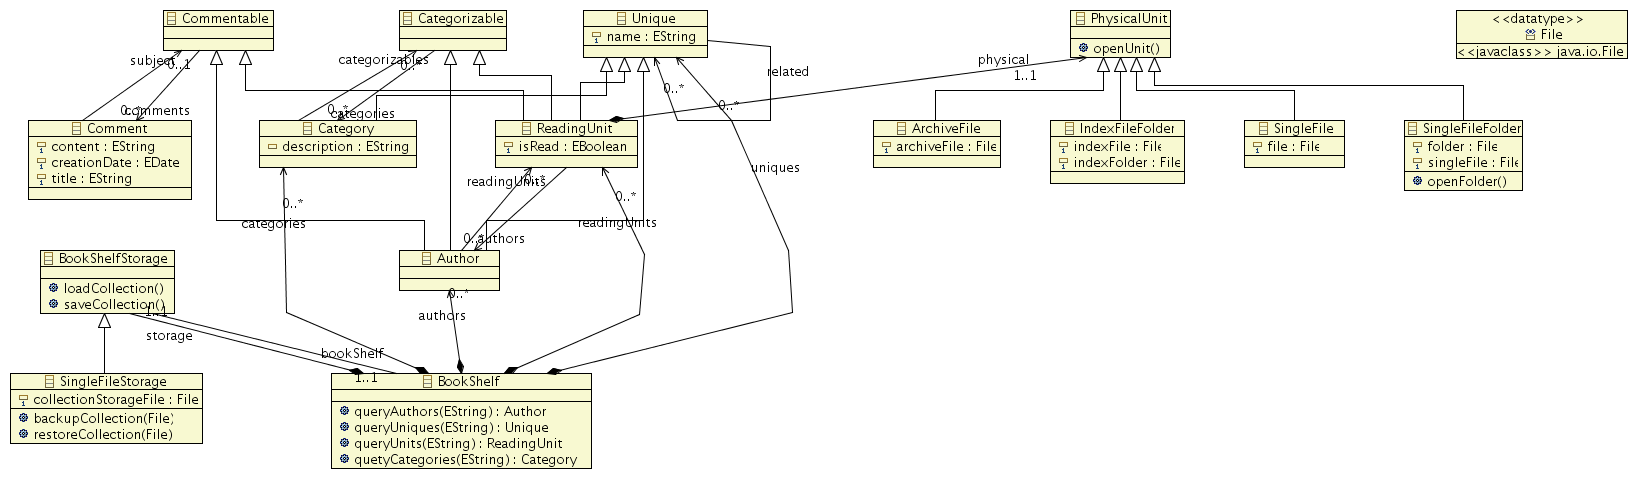 Commentable
Categorizable
Unique
name : EString
PhysicalUnit
openUnit()
<<datatype>>
File
<<javaclass>> java.io.File
subject
0..1
categorizables
0..*
related
physical
1..1
0..*
0..*
0..*
comments
0..*
categories
Comment
content : EString
creationDate : EDate
title : EString
Category
description : EString
ReadingUnit
isRead : EBoolean
ArchiveFile
archiveFile : File
IndexFileFolder
indexFile : File
indexFolder : File
SingleFile
file : File
SingleFileFolder
folder : File
singleFile : File
openFolder()
uniques
readingUnits
0..*
0..*
0..*
categories
readingUnits
0..*
authors
BookShelfStorage
loadCollection()
saveCollection()
Author
0..*
1..1
authors
storage
bookShelf
1..1
SingleFileStorage
collectionStorageFile : File
backupCollection(File)
restoreCollection(File)
BookShelf
queryAuthors(EString) : Author
queryUniques(EString) : Unique
queryUnits(EString) : ReadingUnit
quetyCategories(EString) : Category